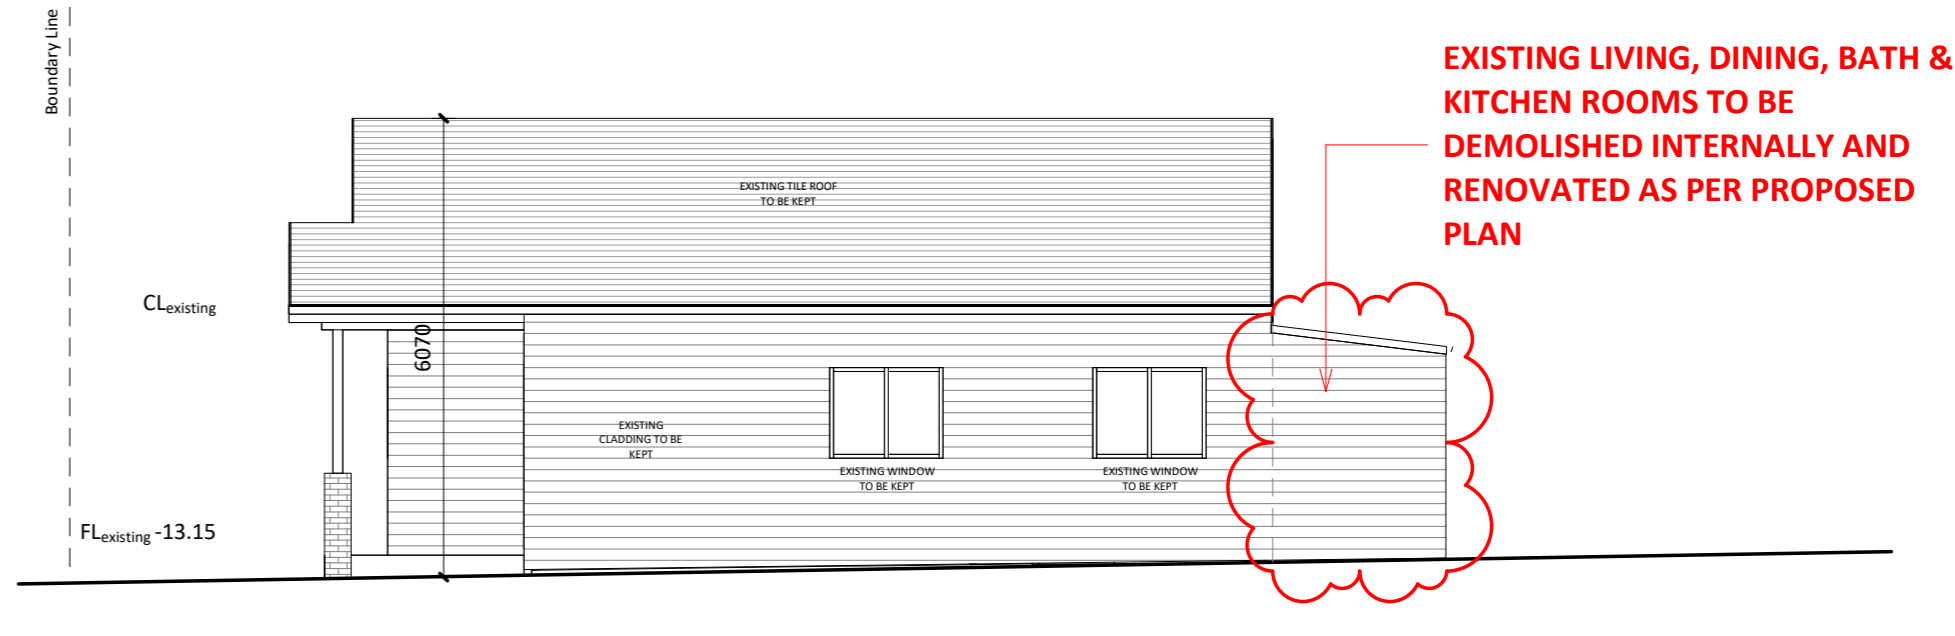 Boundary Line
EXISTING LIVING, DINING, BATH &
KITCHEN ROOMS TO BE
DEMOLISHED INTERNALLY AND
RENOVATED AS PER PROPOSED
PLAN
EXISTING TILE ROOF
TO BE KEPT
CLexisting
6070
EXISTING
CLADDING TO BE
KEPT
EXISTING WINDOW
TO BE KEPT
EXISTING WINDOW
TO BE KEPT
FLexisting -13.15